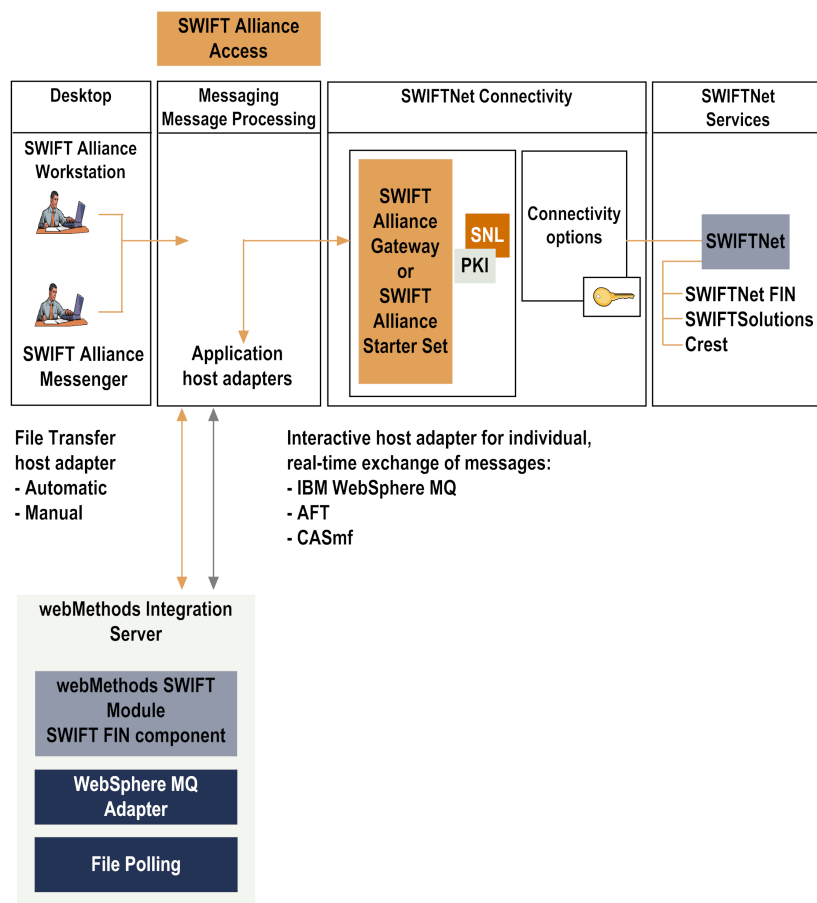 SWIFT Alliance
Access
Desktop
Messaging
Message Processing
SWIFTNet Connectivity
SWIFTNet
Services
SWIFT Alliance
Workstation
SWIFT Alliance
Messenger
Application
host adapters
SWIFT
Alliance
Gateway
or
SWIFT
Alliance
Starter Set
SNL
PKI
Connectivity
options
SWIFTNet
SWIFTNet FIN
SWIFTSolutions
Crest
File Transfer
host adapter
- Automatic
- Manual
Interactive host adapter for individual,
real-time exchange of messages:
- IBM WebSphere MQ
- AFT
- CASmf
webMethods Integration
Server
webMethods SWIFT
Module
SWIFT FIN component
WebSphere MQ
Adapter
File Polling